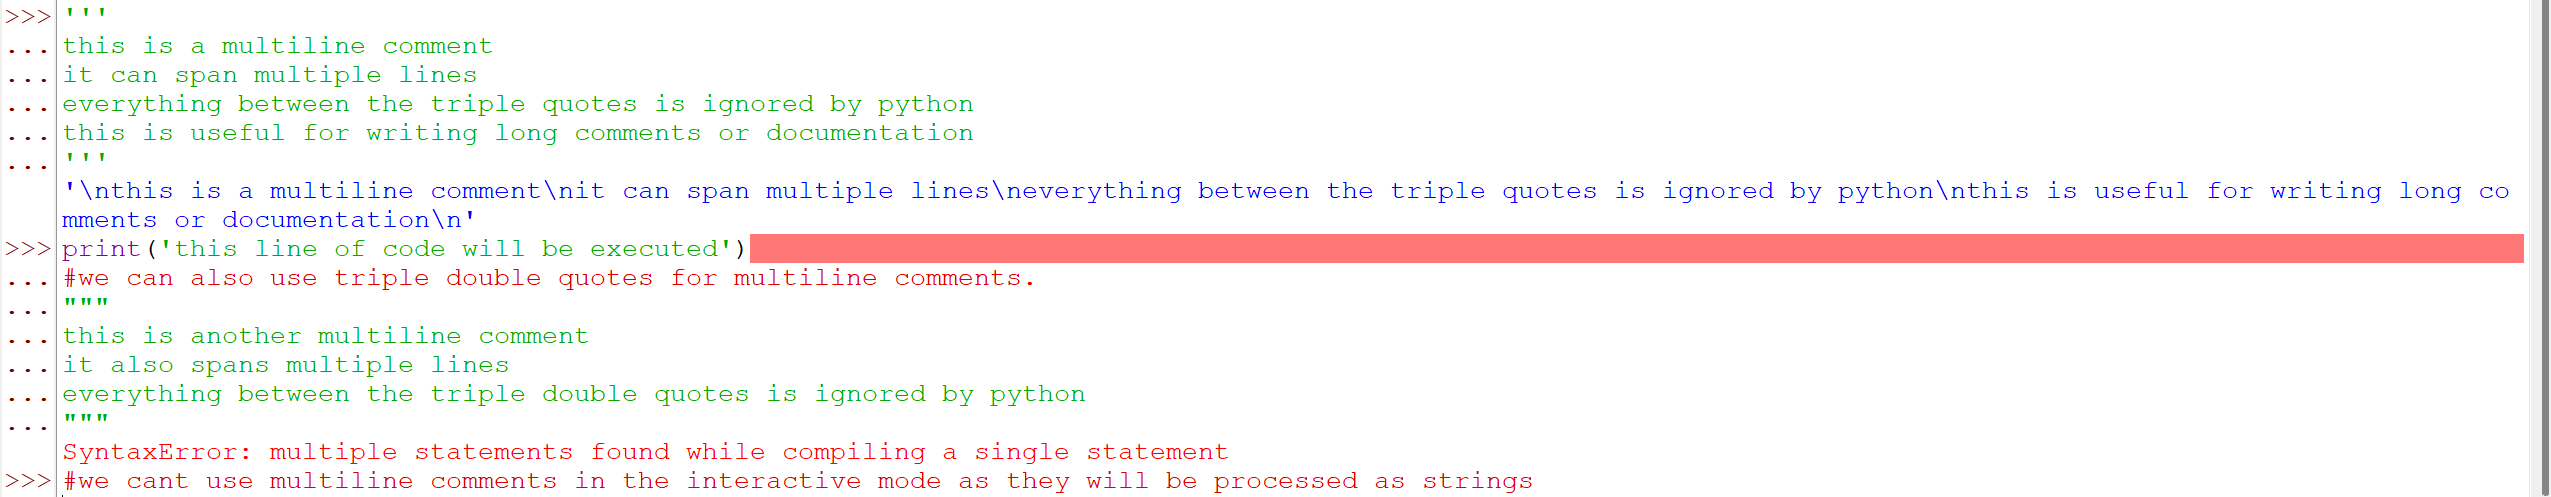 >>> '''
... this is a multiline comment
... it can span multiple lines
... everything between the triple quotes is ignored by python
... this is useful for writing long comments or documentation
... '''
'\nthis is a multiline comment\nit can span multiple lines\neverything between the triple quotes is ignored by python\nthis is useful for writing long co
mments or documentation\n'
>>> print('this line of code will be executed')
... #we can also use triple double quotes for multiline comments.
... """
... this is another multiline comment
... it also spans multiple lines
... everything between the triple double quotes is ignored by python
... """
SyntaxError: multiple statements found while compiling a single statement
>>> #we cant use multiline comments in the interactive mode as they will be processed as strings